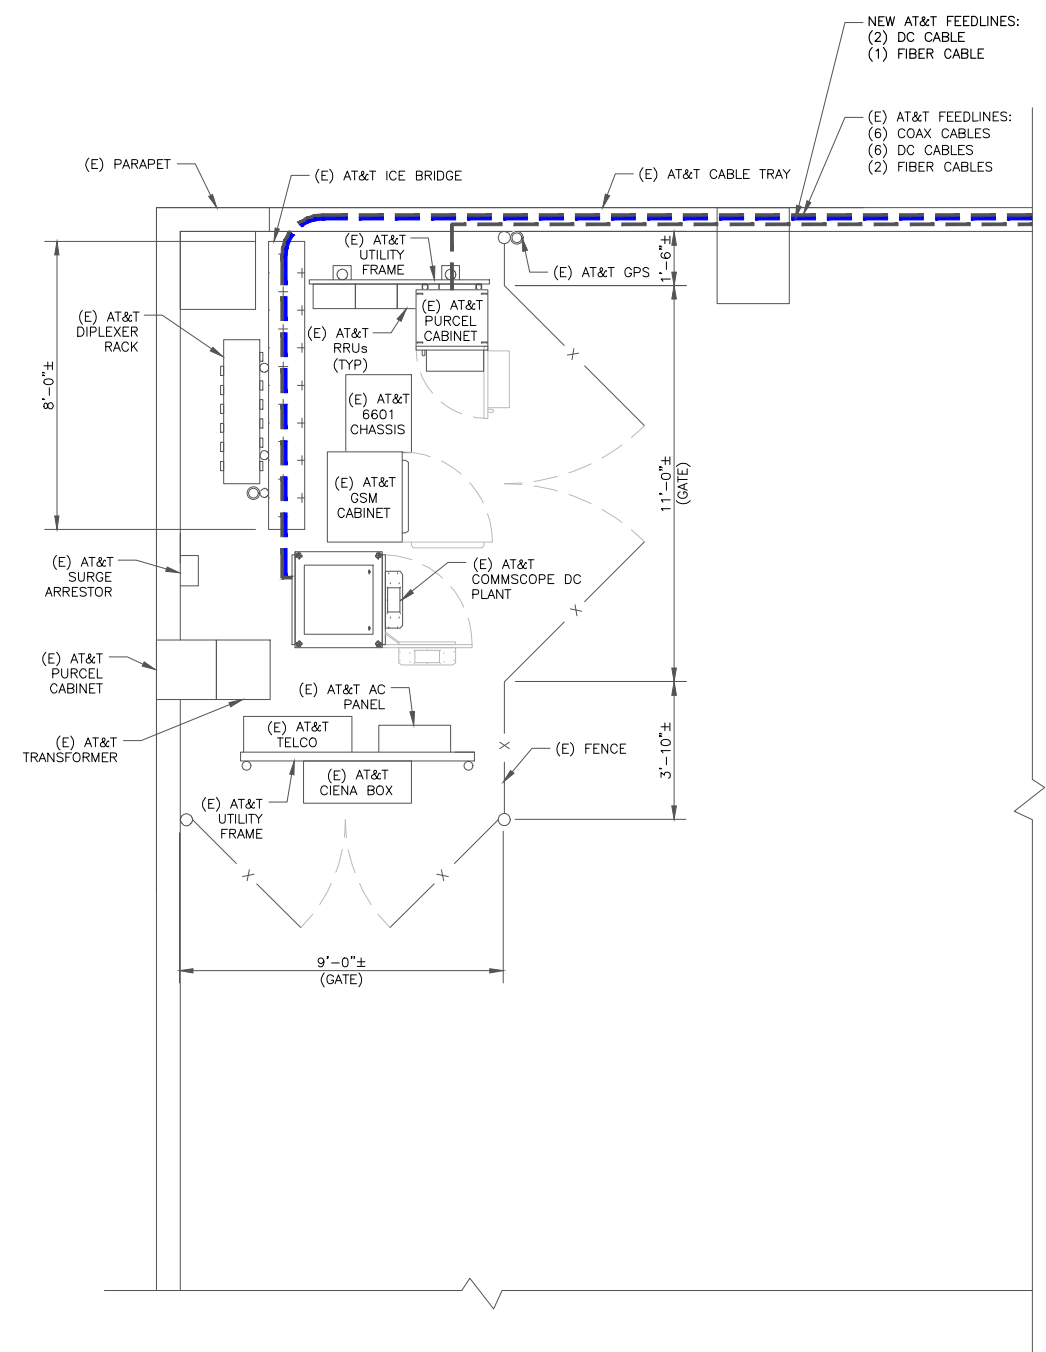 NEW AT&T FEEDLINES:
(2) DC CABLE
(1) FIBER CABLE
(E) AT&T FEEDLINES:
(6) COAX CABLES
(6) DC CABLES
(2) FIBER CABLES
(E) PARAPET
(E) AT&T ICE BRIDGE
(E) AT&T CABLE TRAY
(E) AT&T
UTILITY
FRAME
1'-6"±
(E) AT&T GPS
(E) AT&T
PURCEL
CABINET
(E) AT&T
DIPLEXER
RACK
(E) AT&T
RRUs
(TYP)
8'-0"±
(E) AT&T
6601
CHASSIS
X
11'-0"±
(GATE)
(E) AT&T
GSM
CABINET
(E) AT&T
SURGE
ARRESTOR
(E) AT&T
COMMSCOPE DC
PLANT
X
(E) AT&T
PURCEL
CABINET
(E) AT&T AC
PANEL
(E) AT&T
TELCO
(E) AT&T
TRANSFORMER
X
(E) FENCE
3'-10"±
(E) AT&T
CIENA BOX
(E) AT&T
UTILITY
FRAME
X
X
9'-0"±
(GATE)